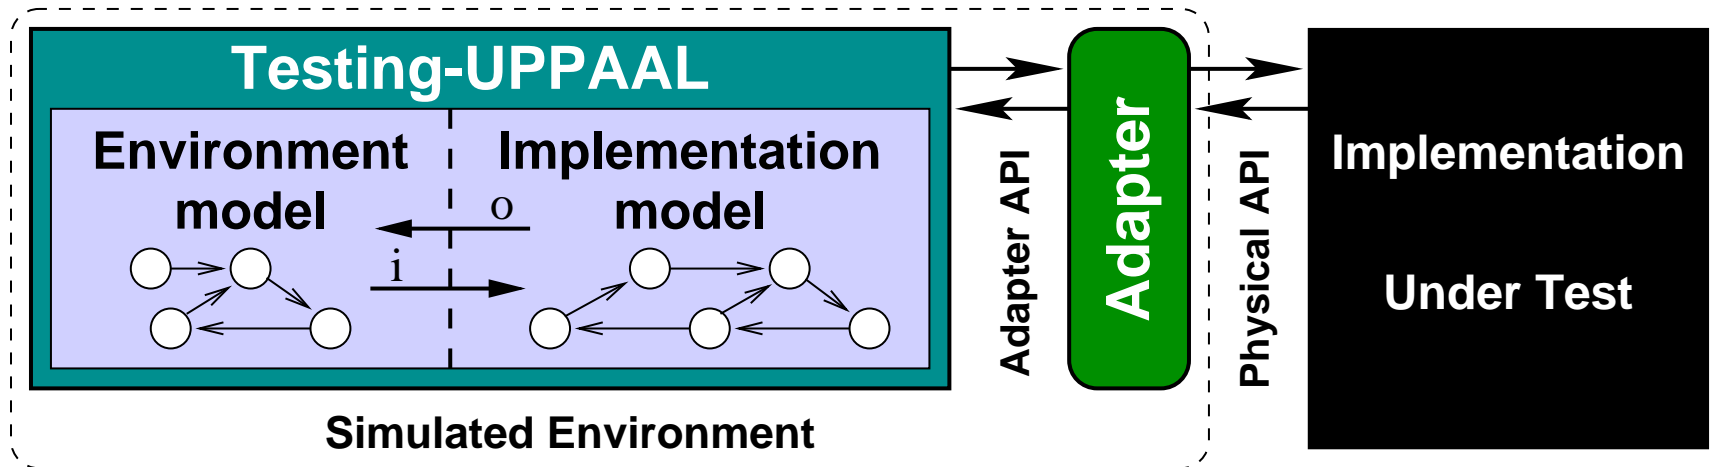 Testing-UPPAAL
Environment
model
Implementation
model
o
i
Adapter API
Adapter
Physical API
Implementation
Under Test
Simulated Environment